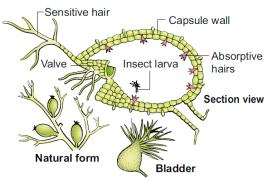 Sensitive hair
Capsule wall
Valve
Insect larva
Absorptive
hairs
Section view
Natural form
Bladder